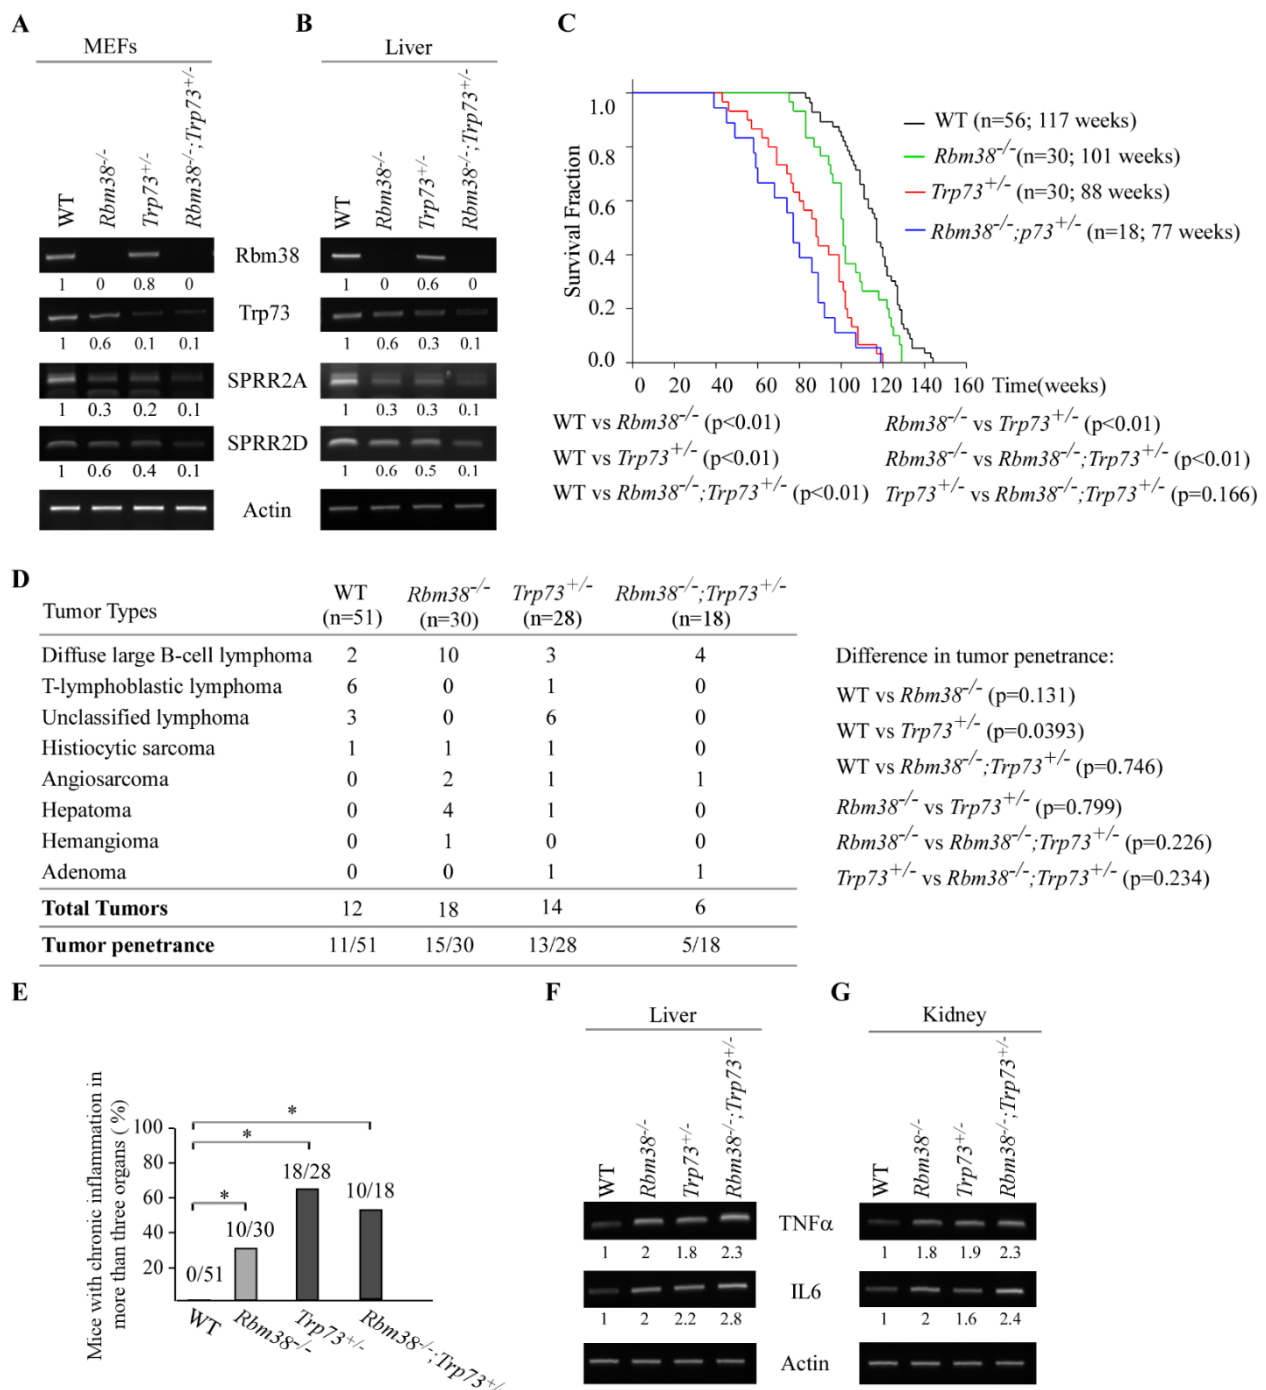 A
MEFs
WT
Rbm38-/-
Trp73+/-
Rbm38-/-;Trp73+/-
B
Liver
WT
Rbm38-/-
Trp73+/-
Rbm38-/-;Trp73+/-
Rbm38
1 0 0.8 0
1 0 0.6 0
Trp73
1 0.6 0.1 0.1
1 0.6 0.3 0.1
SPRR2A
1 0.3 0.2 0.1
1 0.3 0.3 0.1
SPRR2D
1 0.6 0.4 0.1
1 0.6 0.5 0.1
Actin
C
Survival Fraction
1.0
0.8
0.6
0.4
0.2
0.0
0 20 40 60 80 100 120 140 160 Time(weeks)
WT (n=56; 117 weeks)
Rbm38-/-(n=30; 101 weeks)
Trp73+/- (n=30; 88 weeks)
Rbm38-/-;p73+/- (n=18; 77 weeks)
WT vs Rbm38-/- (p<0.01)
WT vs Trp73+/- (p<0.01)
WT vs Rbm38-/-;Trp73+/- (p<0.01)
Rbm38-/- vs Trp73+/- (p<0.01)
Rbm38-/- vs Rbm38-/-;Trp73+/- (p<0.01)
Trp73+/- vs Rbm38-/-;Trp73+/- (p=0.166)
D
Tumor Types WT (n=51) Rbm38-/- (n=30) Trp73+/- (n=28) Rbm38-/-;Trp73+/- (n=18)
Diffuse large B-cell lymphoma 2 10 3 4
T-lymphoblastic lymphoma 6 0 1 0
Unclassified lymphoma 3 0 6 0
Histiocytic sarcoma 1 1 1 0
Angiosarcoma 0 2 1 1
Hepatoma 0 4 1 0
Hemangioma 0 1 0 0
Adenoma 0 0 1 1
Total Tumors 12 18 14 6
Tumor penetrance 11/51 15/30 13/28 5/18
Difference in tumor penetrance:
WT vs Rbm38-/- (p=0.131)
WT vs Trp73+/- (p=0.0393)
WT vs Rbm38-/-;Trp73+/- (p=0.746)
Rbm38-/- vs Trp73+/- (p=0.799)
Rbm38-/- vs Rbm38-/-;Trp73+/- (p=0.226)
Trp73+/- vs Rbm38-/-;Trp73+/- (p=0.234)
E
Mice with chronic inflammation in
more than three organs ( %)
100
80
60
40
20
*
*
*
0/51
10/30
18/28
10/18
WT
Rbm38-/-
Trp73+/-
Rbm38-/-;Trp73+/-
F
Liver
WT
Rbm38-/-
Trp73+/-
Rbm38-/-;Trp73+/-
G
Kidney
WT
Rbm38-/-
Trp73+/-
Rbm38-/-;Trp73+/-
TNFα
1 2 1.8 2.3
1 1.8 1.9 2.3
IL6
1 2 2.2 2.8
1 2 1.6 2.4
Actin